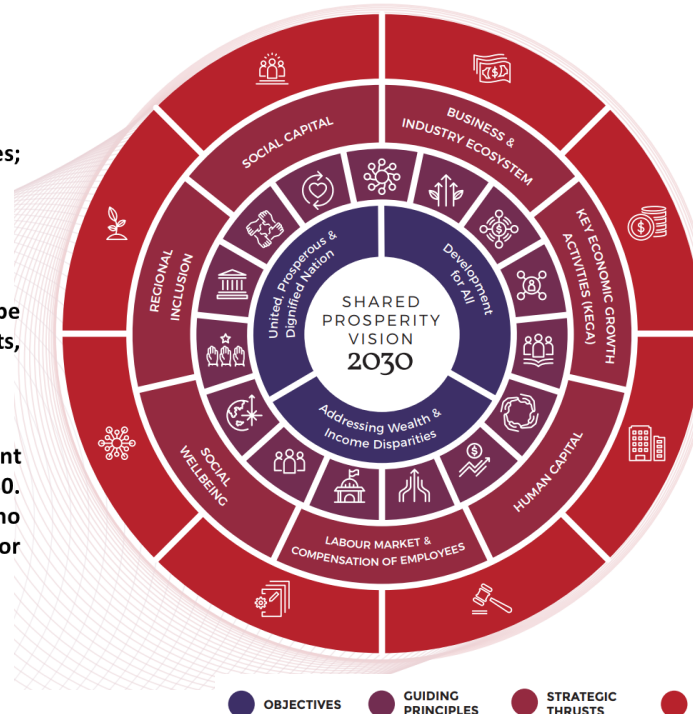 es;
be
ts,
ent
0.
no
or
SOCIAL CAPITAL
BUSINESS &
INDUSTRY ECOSYSTEM
KEY ECONOMIC GROWTH
ACTIVITIES (KEGA)
HUMAN CAPITAL
LABOUR MARKET &
COMPENSATION OF EMPLOYEES
SOCIAL
WELLBEING
REGIONAL
INCLUSION
United, Prosperous &
Dignified Nation
Development
for All
Addressing Wealth &
Income Disparities
SHARED
PROSPERITY
VISION
2030
OBJECTIVES
GUIDING
PRINCIPLES
STRATEGIC
THRUSTS